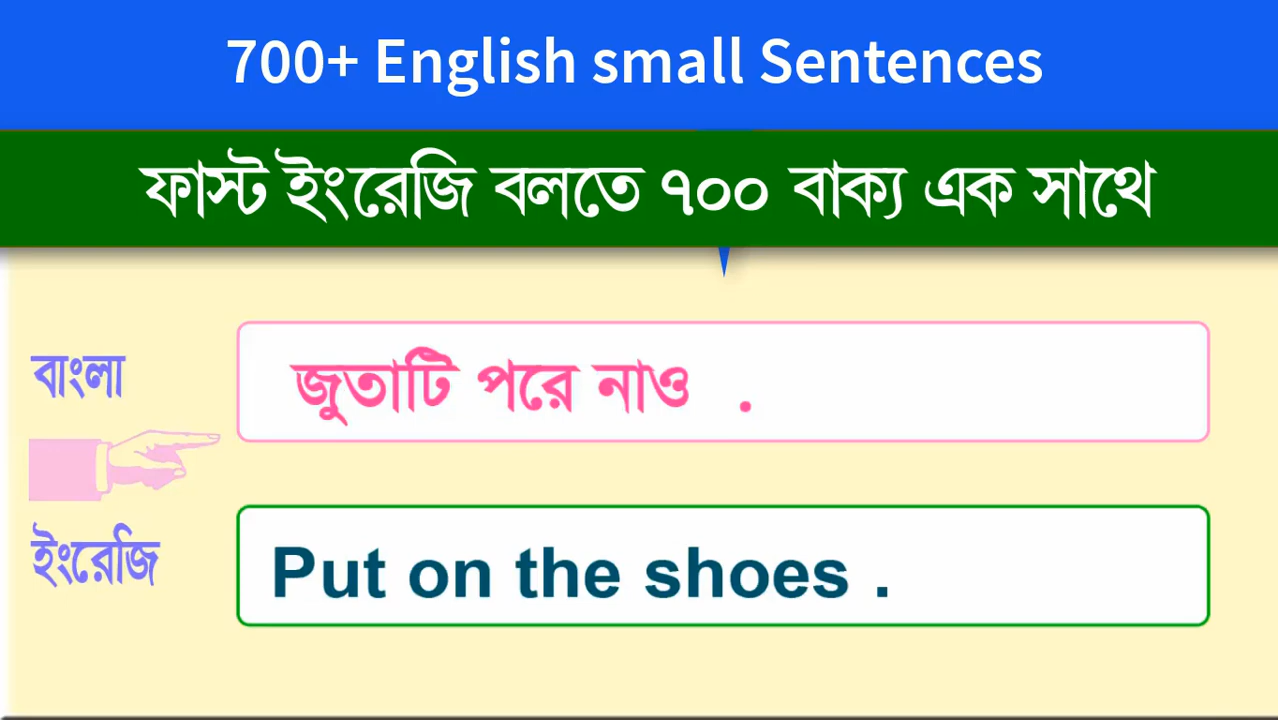 700+ English small Sentences
ফাস্ট ইংরেজি বলতে ৭০০ বাক্য এক সাথে
বাংলা
জুতাটি পরে নাও .
ইংরেজি
Put on the shoes .